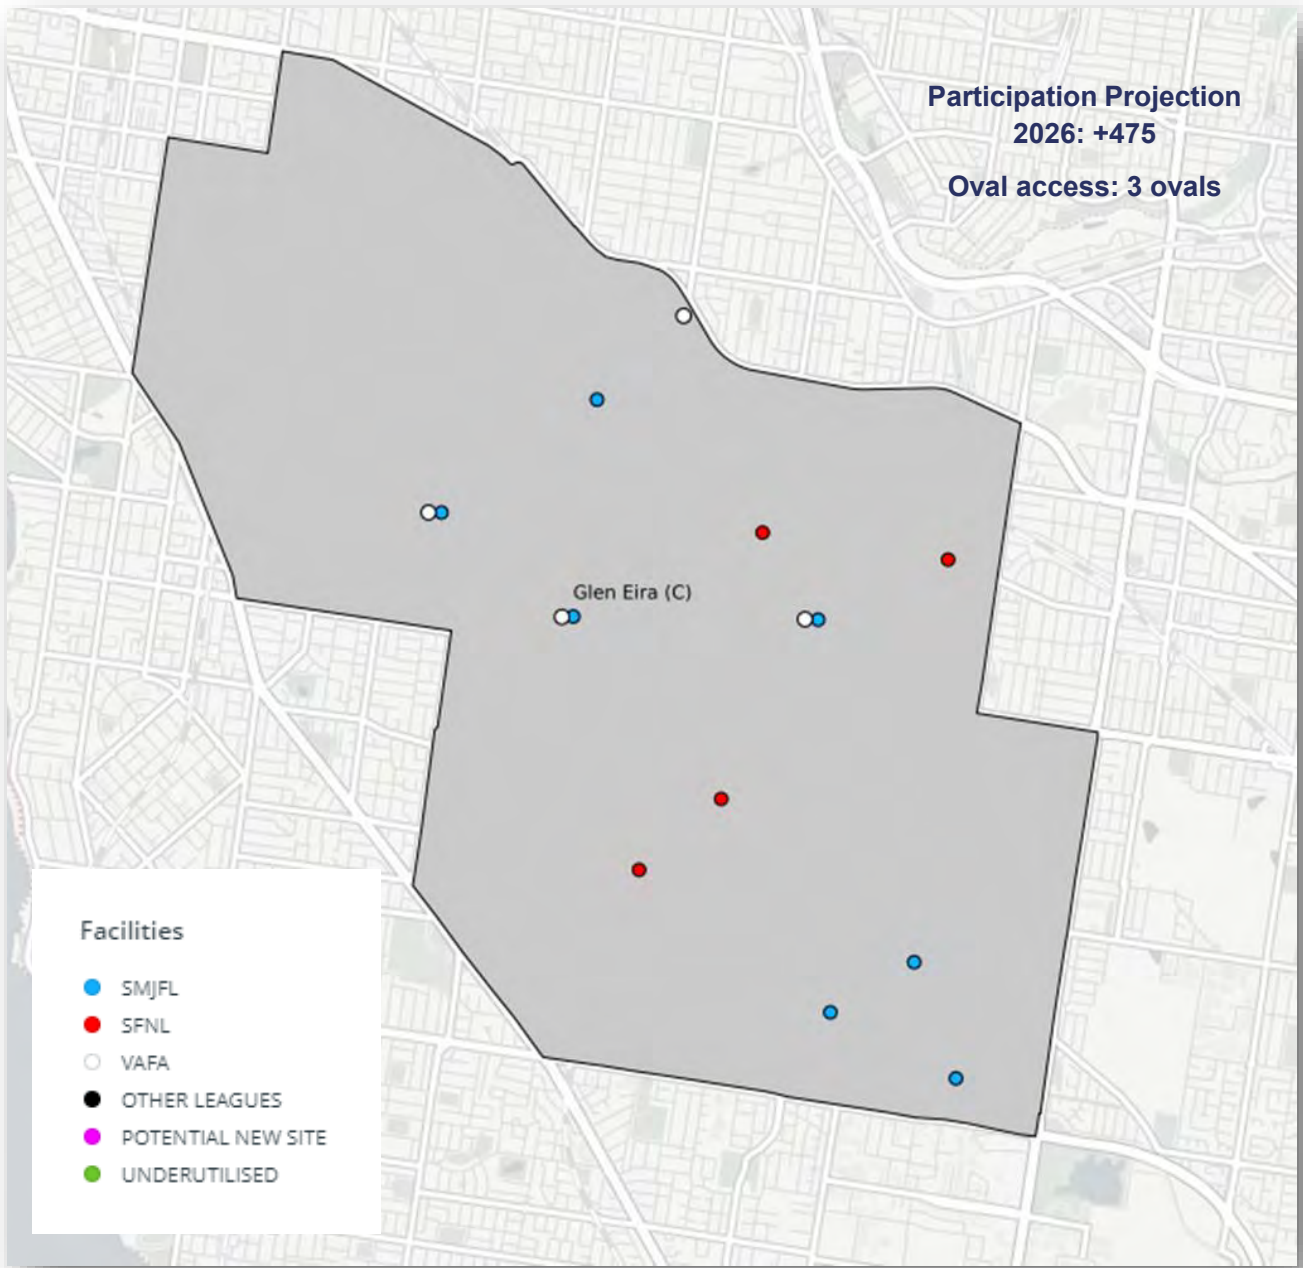 Participation Projection
2026: +475
Oval access: 3 ovals
Glen Eira (C)
Facilities
SMJFL
SFNL
VAFA
OTHER LEAGUES
POTENTIAL NEW SITE
UNDERUTILISED